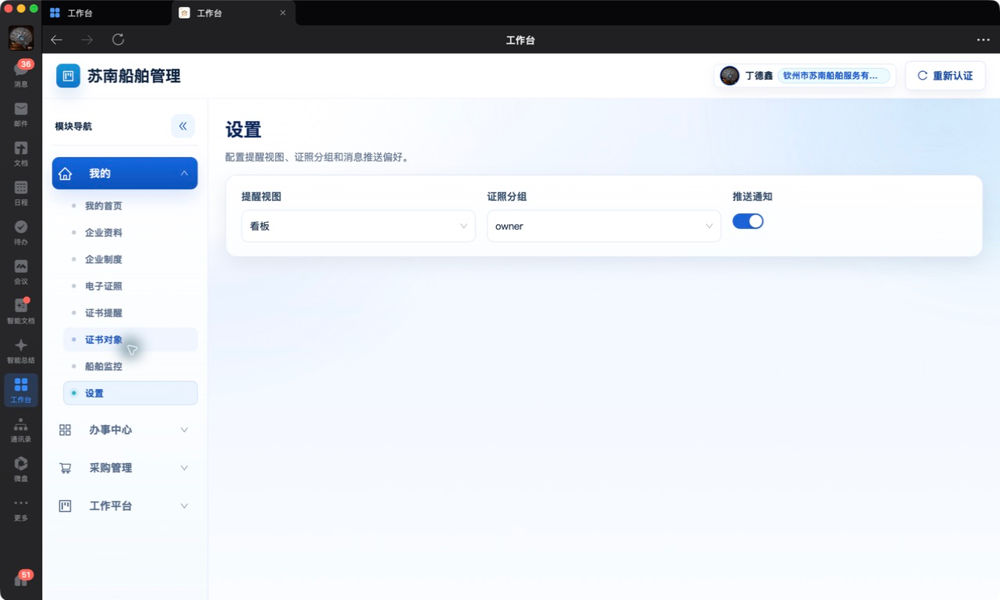 工作台
工作台
工作台
36
消息
邮件
文档
日程
待办
会议
智能文档
智能总结
工作台
通讯录
微盘
更多
51
苏南船舶管理
丁德鑫
钦州市苏南船舶服务有...
重新认证
模块导航
我的
我的首页
企业资料
企业制度
电子证照
证书提醒
证书对象
船舶监控
设置
办事中心
采购管理
工作平台
设置
配置提醒视图、证照分组和消息推送偏好。
提醒视图
证照分组
推送通知
看板
owner